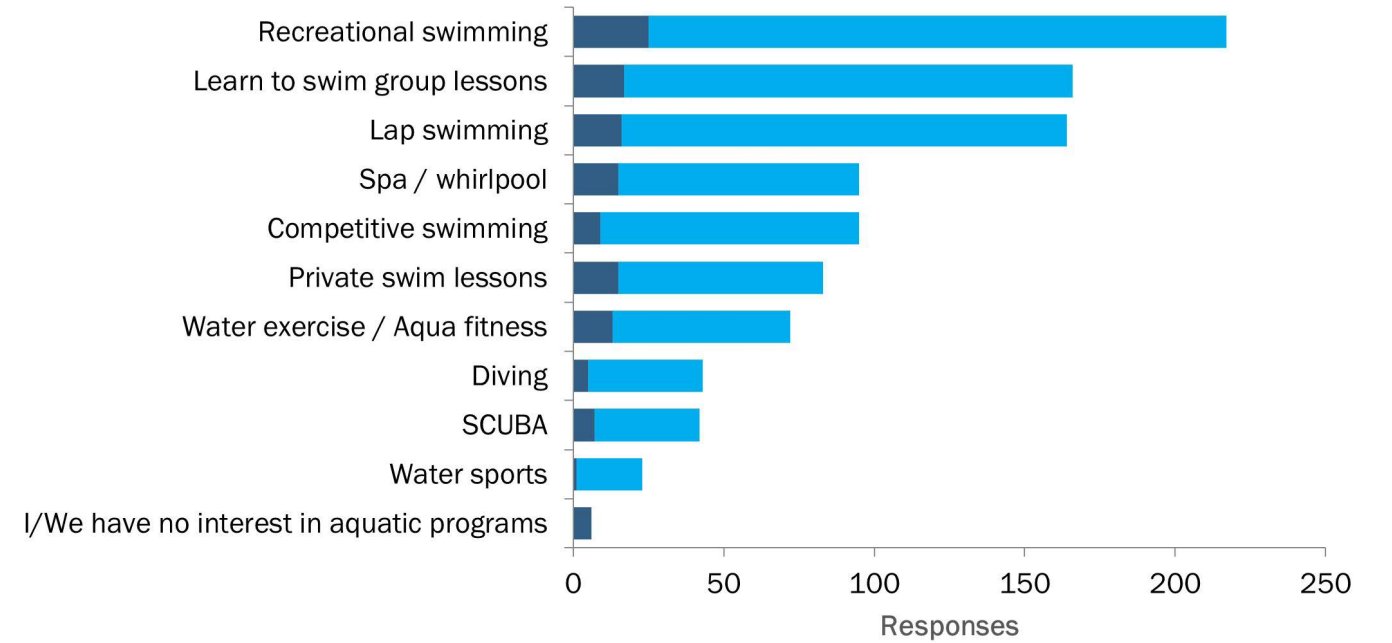 Recreational swimming
Learn to swim group lessons
Lap swimming
Spa / whirlpool
Competitive swimming
Private swim lessons
Water exercise / Aqua fitness
Diving
SCUBA
Water sports
I/We have no interest in aquatic programs
0 50 100 150 200 250
Responses